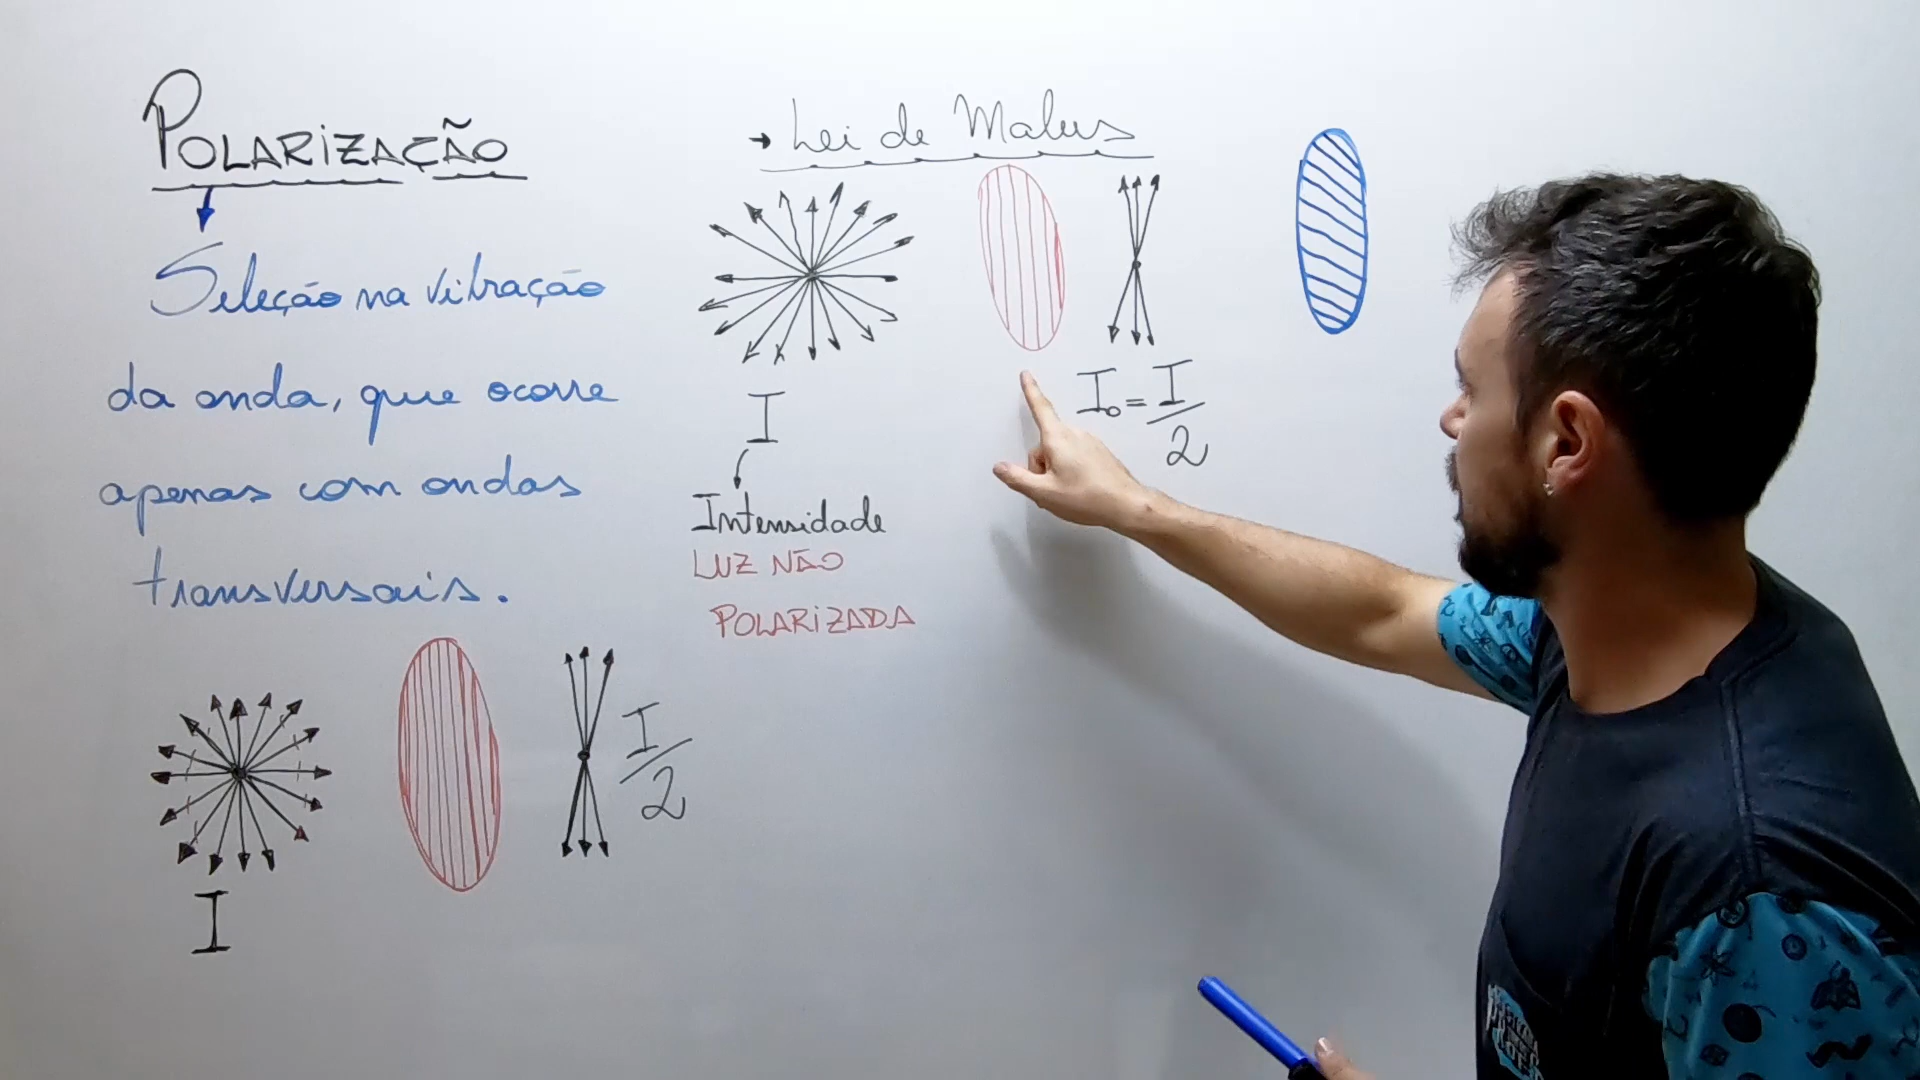 POLARIZAÇÃO
Seleção na vibração
da onda, que ocorre
apenas com ondas
transversais.
I
I/2
→ Lei de Malus
I
Intensidade
LUZ NÃO
POLARIZADA
I₀ = I/2